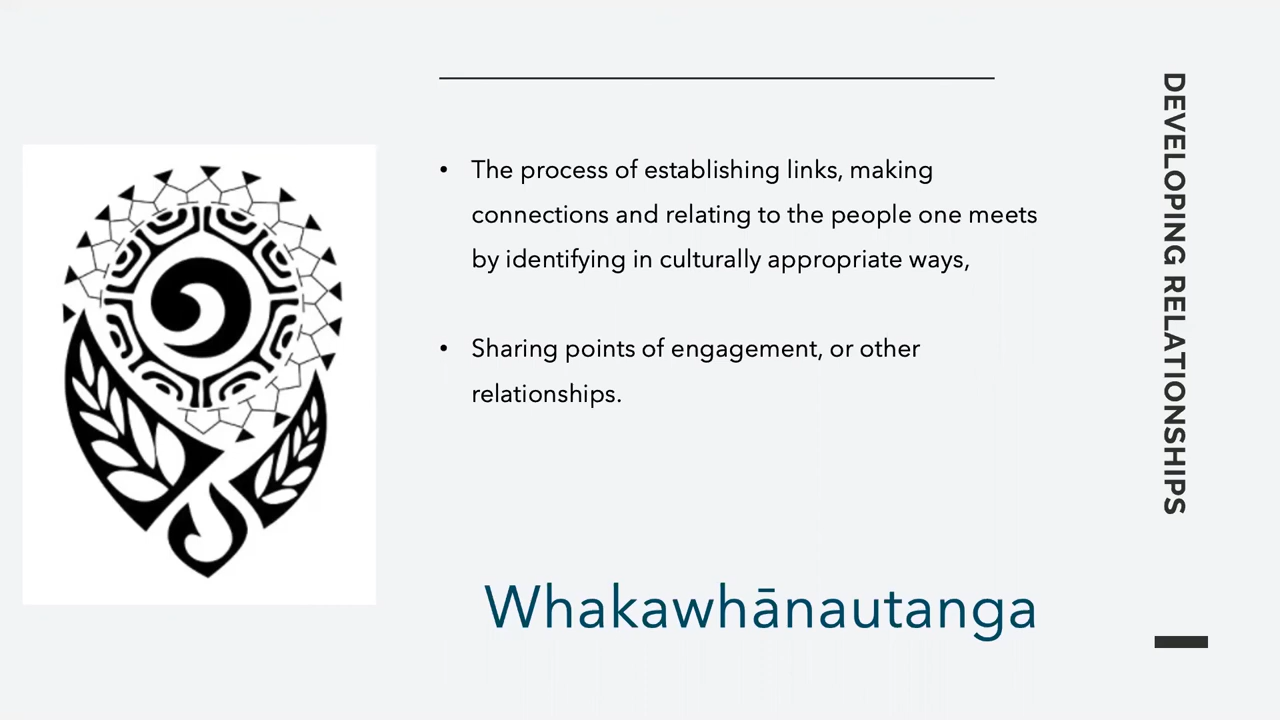 • The process of establishing links, making
connections and relating to the people one meets
by identifying in culturally appropriate ways,
• Sharing points of engagement, or other
relationships.
Whakawhānautanga
DEVELOPING RELATIONSHIPS